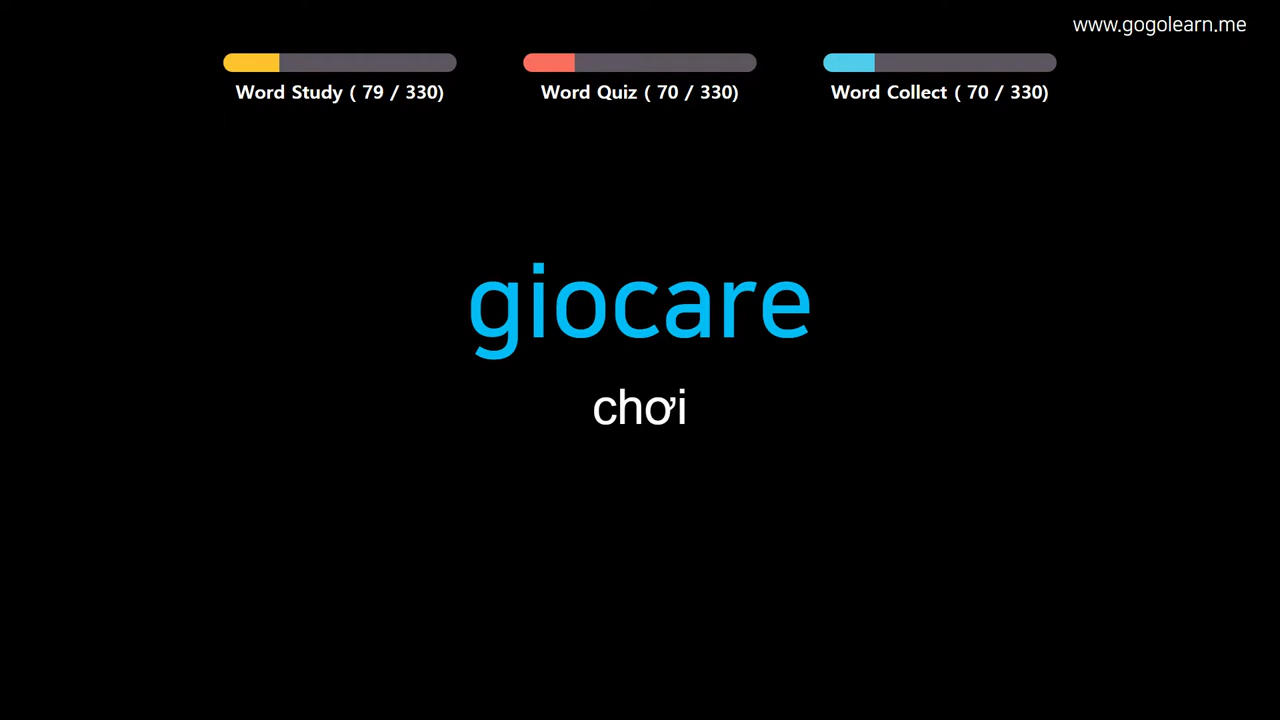 www.gogolearn.me
Word Study ( 79 / 330)
Word Quiz ( 70 / 330)
Word Collect ( 70 / 330)
giocare
chơi